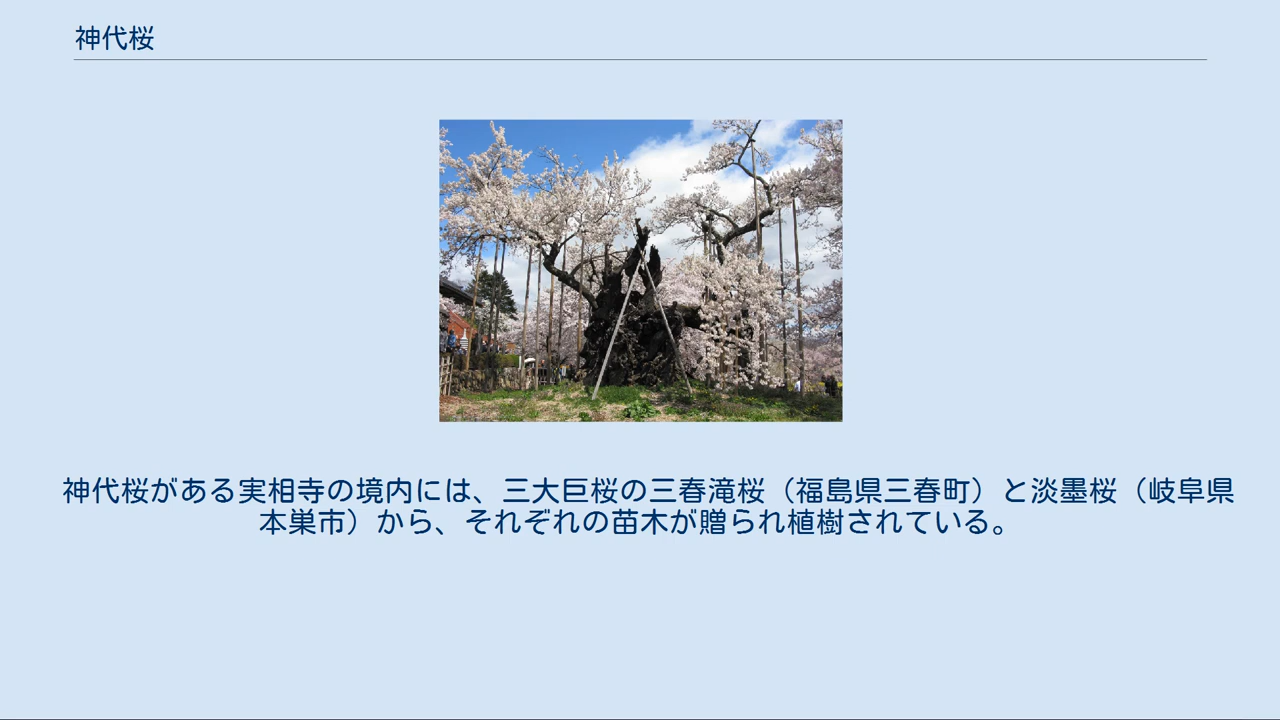 神代桜
神代桜がある実相寺の境内には、三大巨桜の三春滝桜（福島県三春町）と淡墨桜（岐阜県
本巣市）から、それぞれの苗木が贈られ植樹されている。